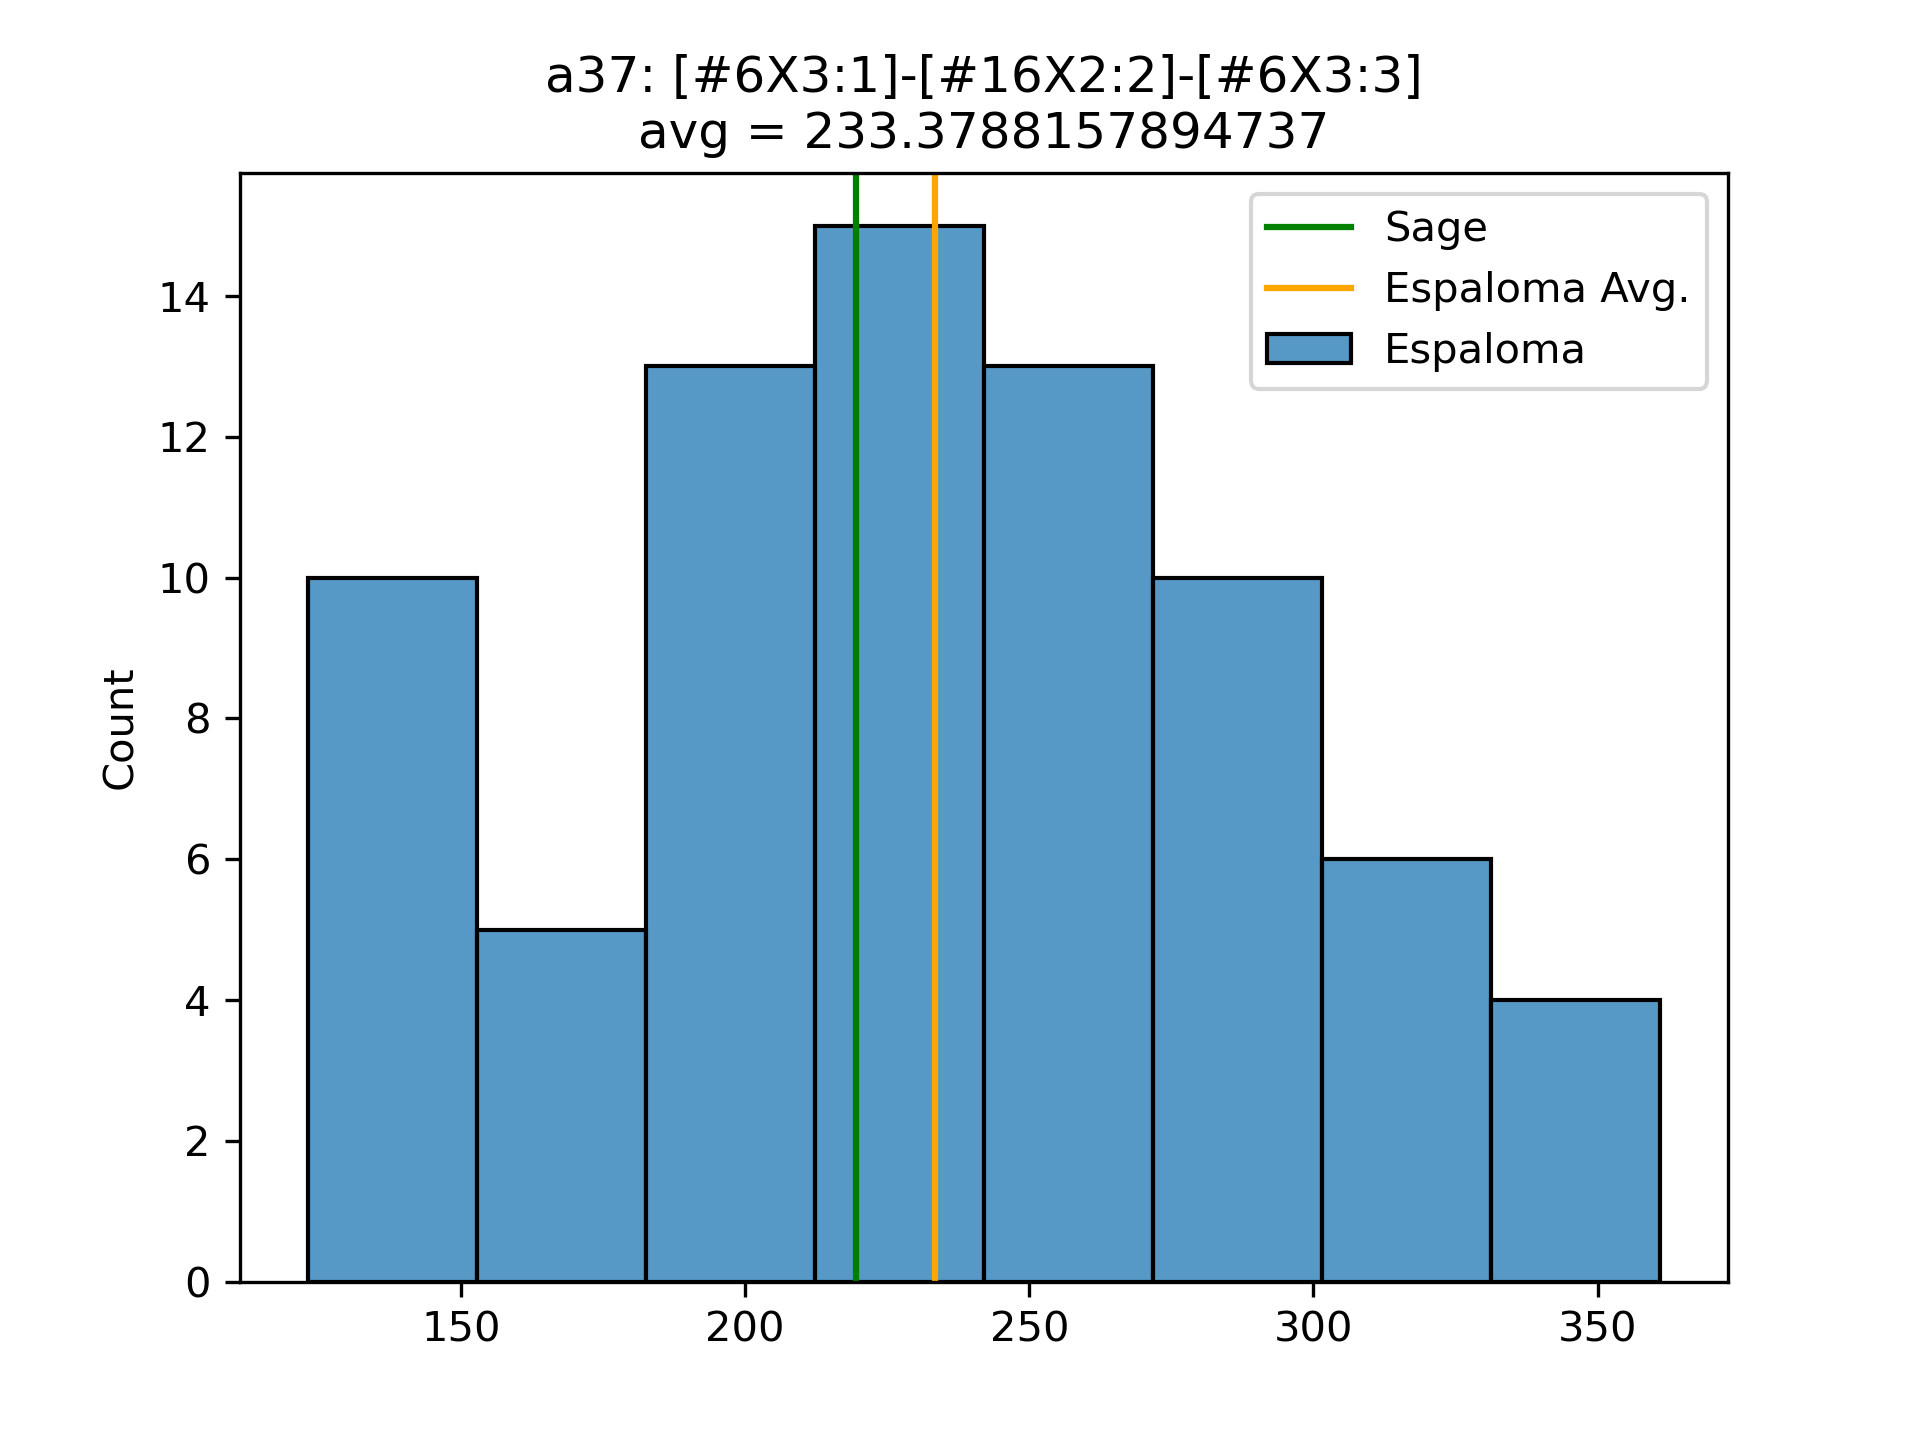 a37: [#6X3:1]-[#16X2:2]-[#6X3:3]
avg = 233.3788157894737
Sage
Espaloma Avg.
Espaloma
Count
14
12
10
8
6
4
2
0
150 200 250 300 350